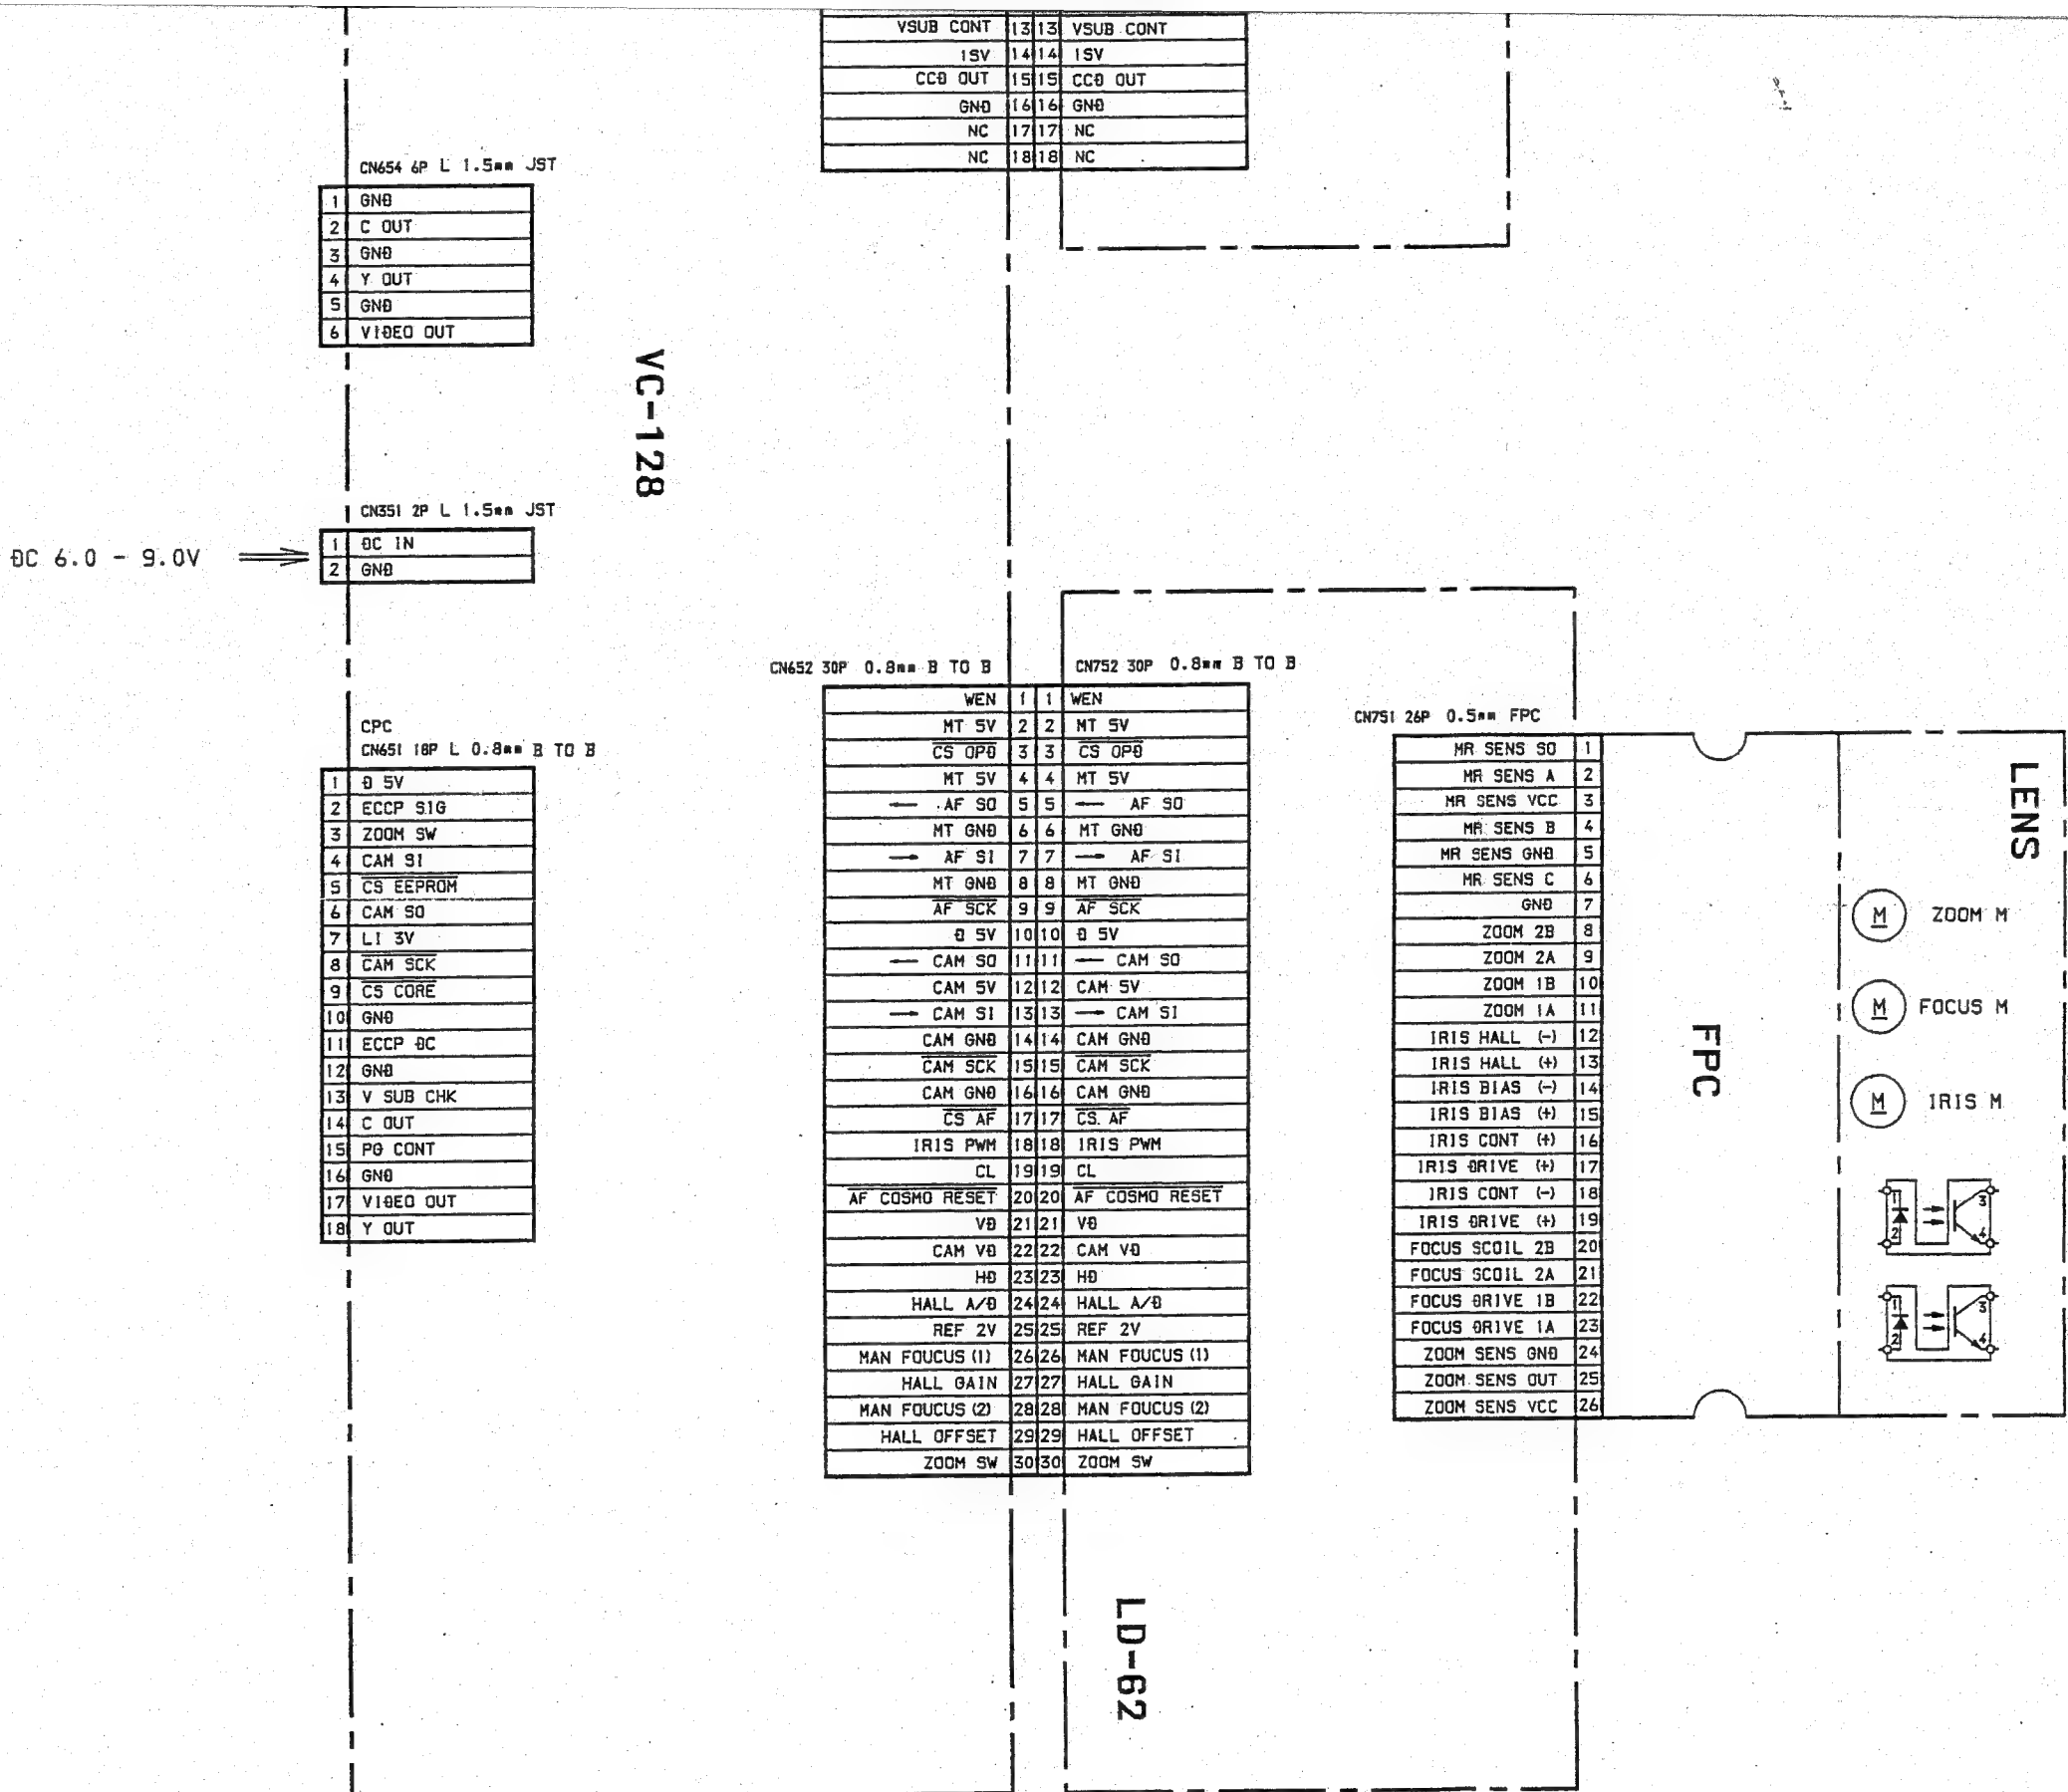 VSUB CONT 13 13 VSUB CONT
ISV 14 14 ISV
CCD OUT 15 15 CCD OUT
GND 16 16 GND
NC 17 17 NC
NC 18 18 NC
CN654 6P L 1.5mm JST
1 GND
2 C OUT
3 GND
4 Y OUT
5 GND
6 VIDEO OUT
VC-128
CN351 2P L 1.5mm JST
DC 6.0 - 9.0V
1 DC IN
2 GND
CPC
CN651 18P L 0.8mm B TO B
1 D 5V
2 ECCP SIG
3 ZOOM SW
4 CAM SI
5 CS EEPROM
6 CAM SO
7 LI 3V
8 CAM SCK
9 CS CORE
10 GND
11 ECCP DC
12 GND
13 V SUB CHK
14 C OUT
15 PG CONT
16 GND
17 VIDEO OUT
18 Y OUT
CN652 30P 0.8mm B TO B CN752 30P 0.8mm B TO B
WEN 1 1 WEN
MT 5V 2 2 MT 5V
CS OPD 3 3 CS OPD
MT 5V 4 4 MT 5V
← AF SO 5 5 ← AF SO
MT GND 6 6 MT GND
→ AF SI 7 7 → AF SI
MT GND 8 8 MT GND
AF SCK 9 9 AF SCK
D 5V 10 10 D 5V
← CAM SO 11 11 ← CAM SO
CAM 5V 12 12 CAM 5V
→ CAM SI 13 13 → CAM SI
CAM GND 14 14 CAM GND
CAM SCK 15 15 CAM SCK
CAM GND 16 16 CAM GND
CS AF 17 17 CS AF
IRIS PWM 18 18 IRIS PWM
CL 19 19 CL
AF COSMO RESET 20 20 AF COSMO RESET
VD 21 21 VD
CAM VD 22 22 CAM VD
HD 23 23 HD
HALL A/D 24 24 HALL A/D
REF 2V 25 25 REF 2V
MAN FOUCUS (1) 26 26 MAN FOUCUS (1)
HALL GAIN 27 27 HALL GAIN
MAN FOUCUS (2) 28 28 MAN FOUCUS (2)
HALL OFFSET 29 29 HALL OFFSET
ZOOM SW 30 30 ZOOM SW
LD-62
CN751 26P 0.5mm FPC
MR SENS SO 1
MR SENS A 2
MR SENS VCC 3
MR SENS B 4
MR SENS GND 5
MR SENS C 6
GND 7
ZOOM 2B 8
ZOOM 2A 9
ZOOM 1B 10
ZOOM 1A 11
IRIS HALL (-) 12
IRIS HALL (+) 13
IRIS BIAS (-) 14
IRIS BIAS (+) 15
IRIS CONT (+) 16
IRIS DRIVE (+) 17
IRIS CONT (-) 18
IRIS DRIVE (+) 19
FOCUS SCOIL 2B 20
FOCUS SCOIL 2A 21
FOCUS DRIVE 1B 22
FOCUS DRIVE 1A 23
ZOOM SENS GND 24
ZOOM SENS OUT 25
ZOOM SENS VCC 26
FPC
LENS
M ZOOM M
M FOCUS M
M IRIS M
1 3
2 4
1 3
2 4